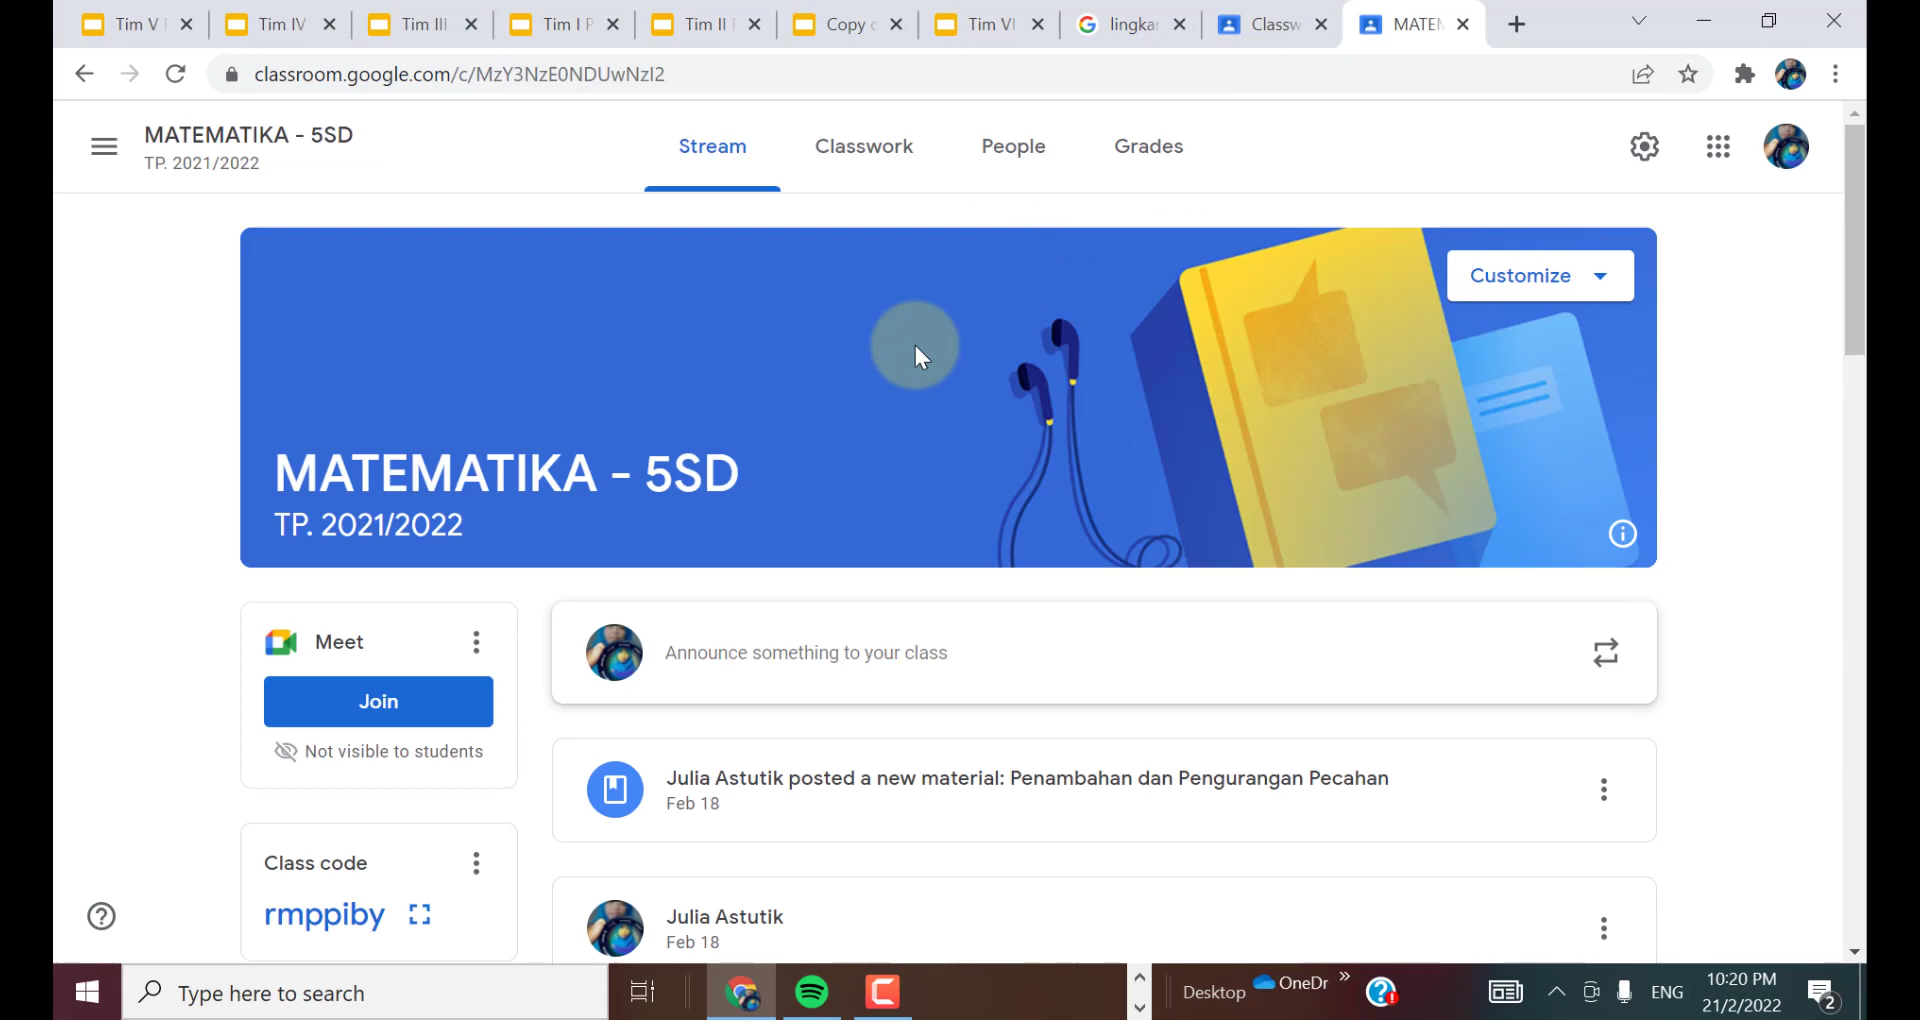 Tim V
Tim IV
Tim III
Tim I P
Tim II
Copy c
Tim VI
lingkar
Classw
MATEM
classroom.google.com/c/MzY3NzE0NDUwNzI2
MATEMATIKA - 5SD
TP. 2021/2022
Stream
Classwork
People
Grades
Customize
MATEMATIKA - 5SD
TP. 2021/2022
Meet
Join
Not visible to students
Announce something to your class
Julia Astutik posted a new material: Penambahan dan Pengurangan Pecahan
Feb 18
Class code
rmppiby
Julia Astutik
Feb 18
Type here to search
Desktop
OneDr
ENG
10:20 PM
21/2/2022
2